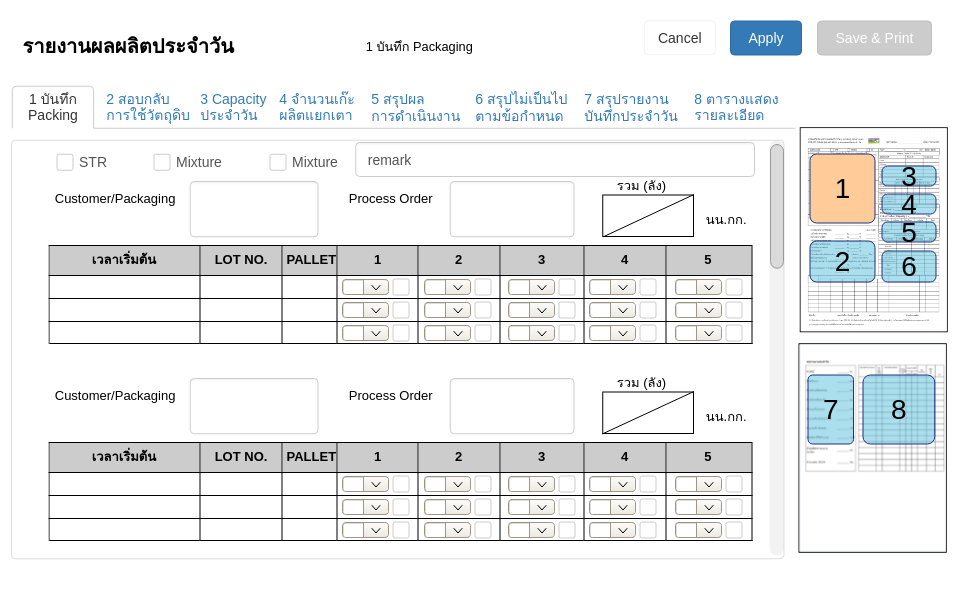 รายงานผลผลิตประจำวัน
1 บันทึก Packaging
Cancel
Apply
Save & Print
1 บันทึก
Packing
2 สอบกลับ
การใช้วัตถุดิบ
3 Capacity
ประจำวัน
4 จำนวนเก๊ะ
ผลิตแยกเตา
5 สรุปผล
การดำเนินงาน
6 สรุปไม่เป็นไป
ตามข้อกำหนด
7 สรุปรายงาน
บันทึกประจำวัน
8 ตารางแสดง
รายละเอียด
STR
Mixture
Mixture
remark
Customer/Packaging
Process Order
รวม (ลัง)
นน.กก.
เวลาเริ่มต้น LOT NO. PALLET 1 2 3 4 5
Customer/Packaging
Process Order
รวม (ลัง)
นน.กก.
เวลาเริ่มต้น LOT NO. PALLET 1 2 3 4 5
1
2
3
4
5
6
7
8